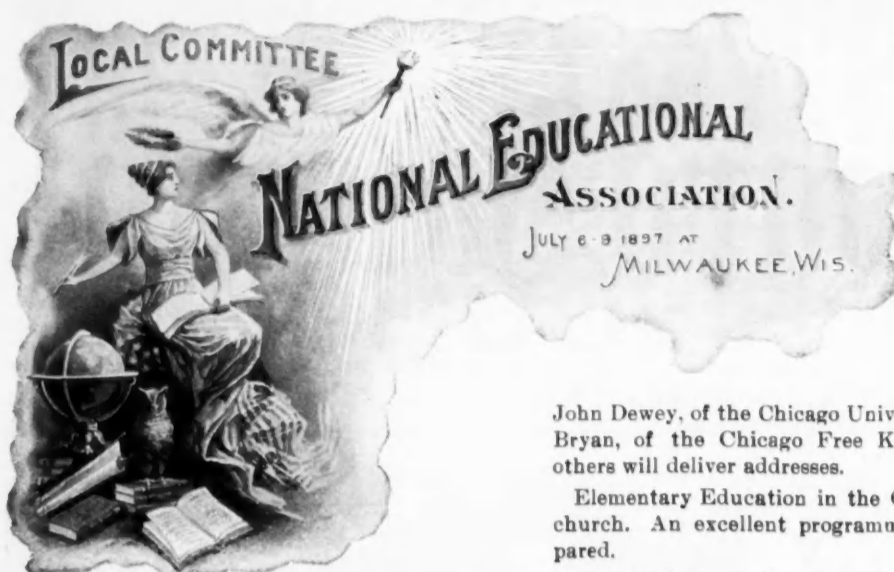 LOCAL COMMITTEE
NATIONAL EDUCATIONAL
ASSOCIATION.
JULY 6-9 1897 AT
MILWAUKEE, WIS.
John Dewey, of the Chicago Univ
Bryan, of the Chicago Free K
others will deliver addresses.
Elementary Education in the
church. An excellent programm
pared.